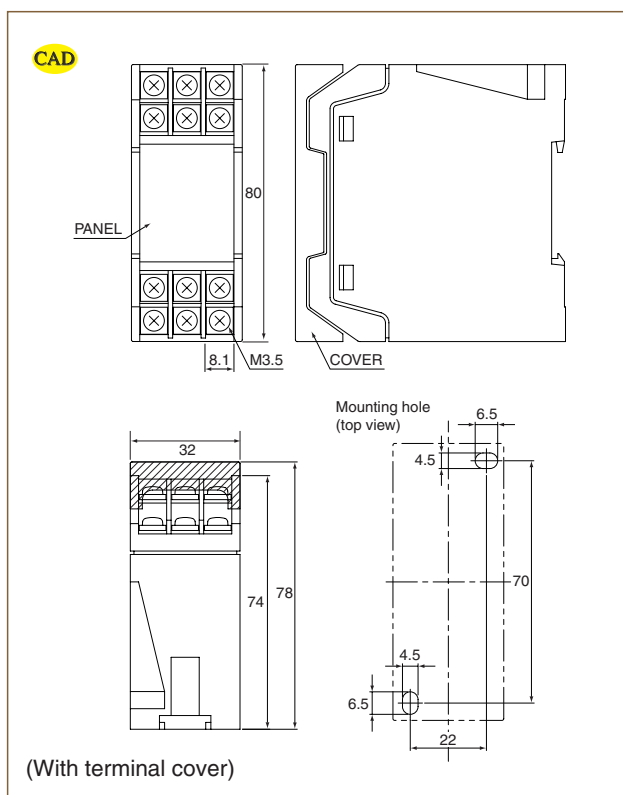 CAD
80
PANEL
8.1
M3.5
COVER
Mounting hole
(top view)
6.5
4.5
32
74
78
70
4.5
6.5
22
(With terminal cover)